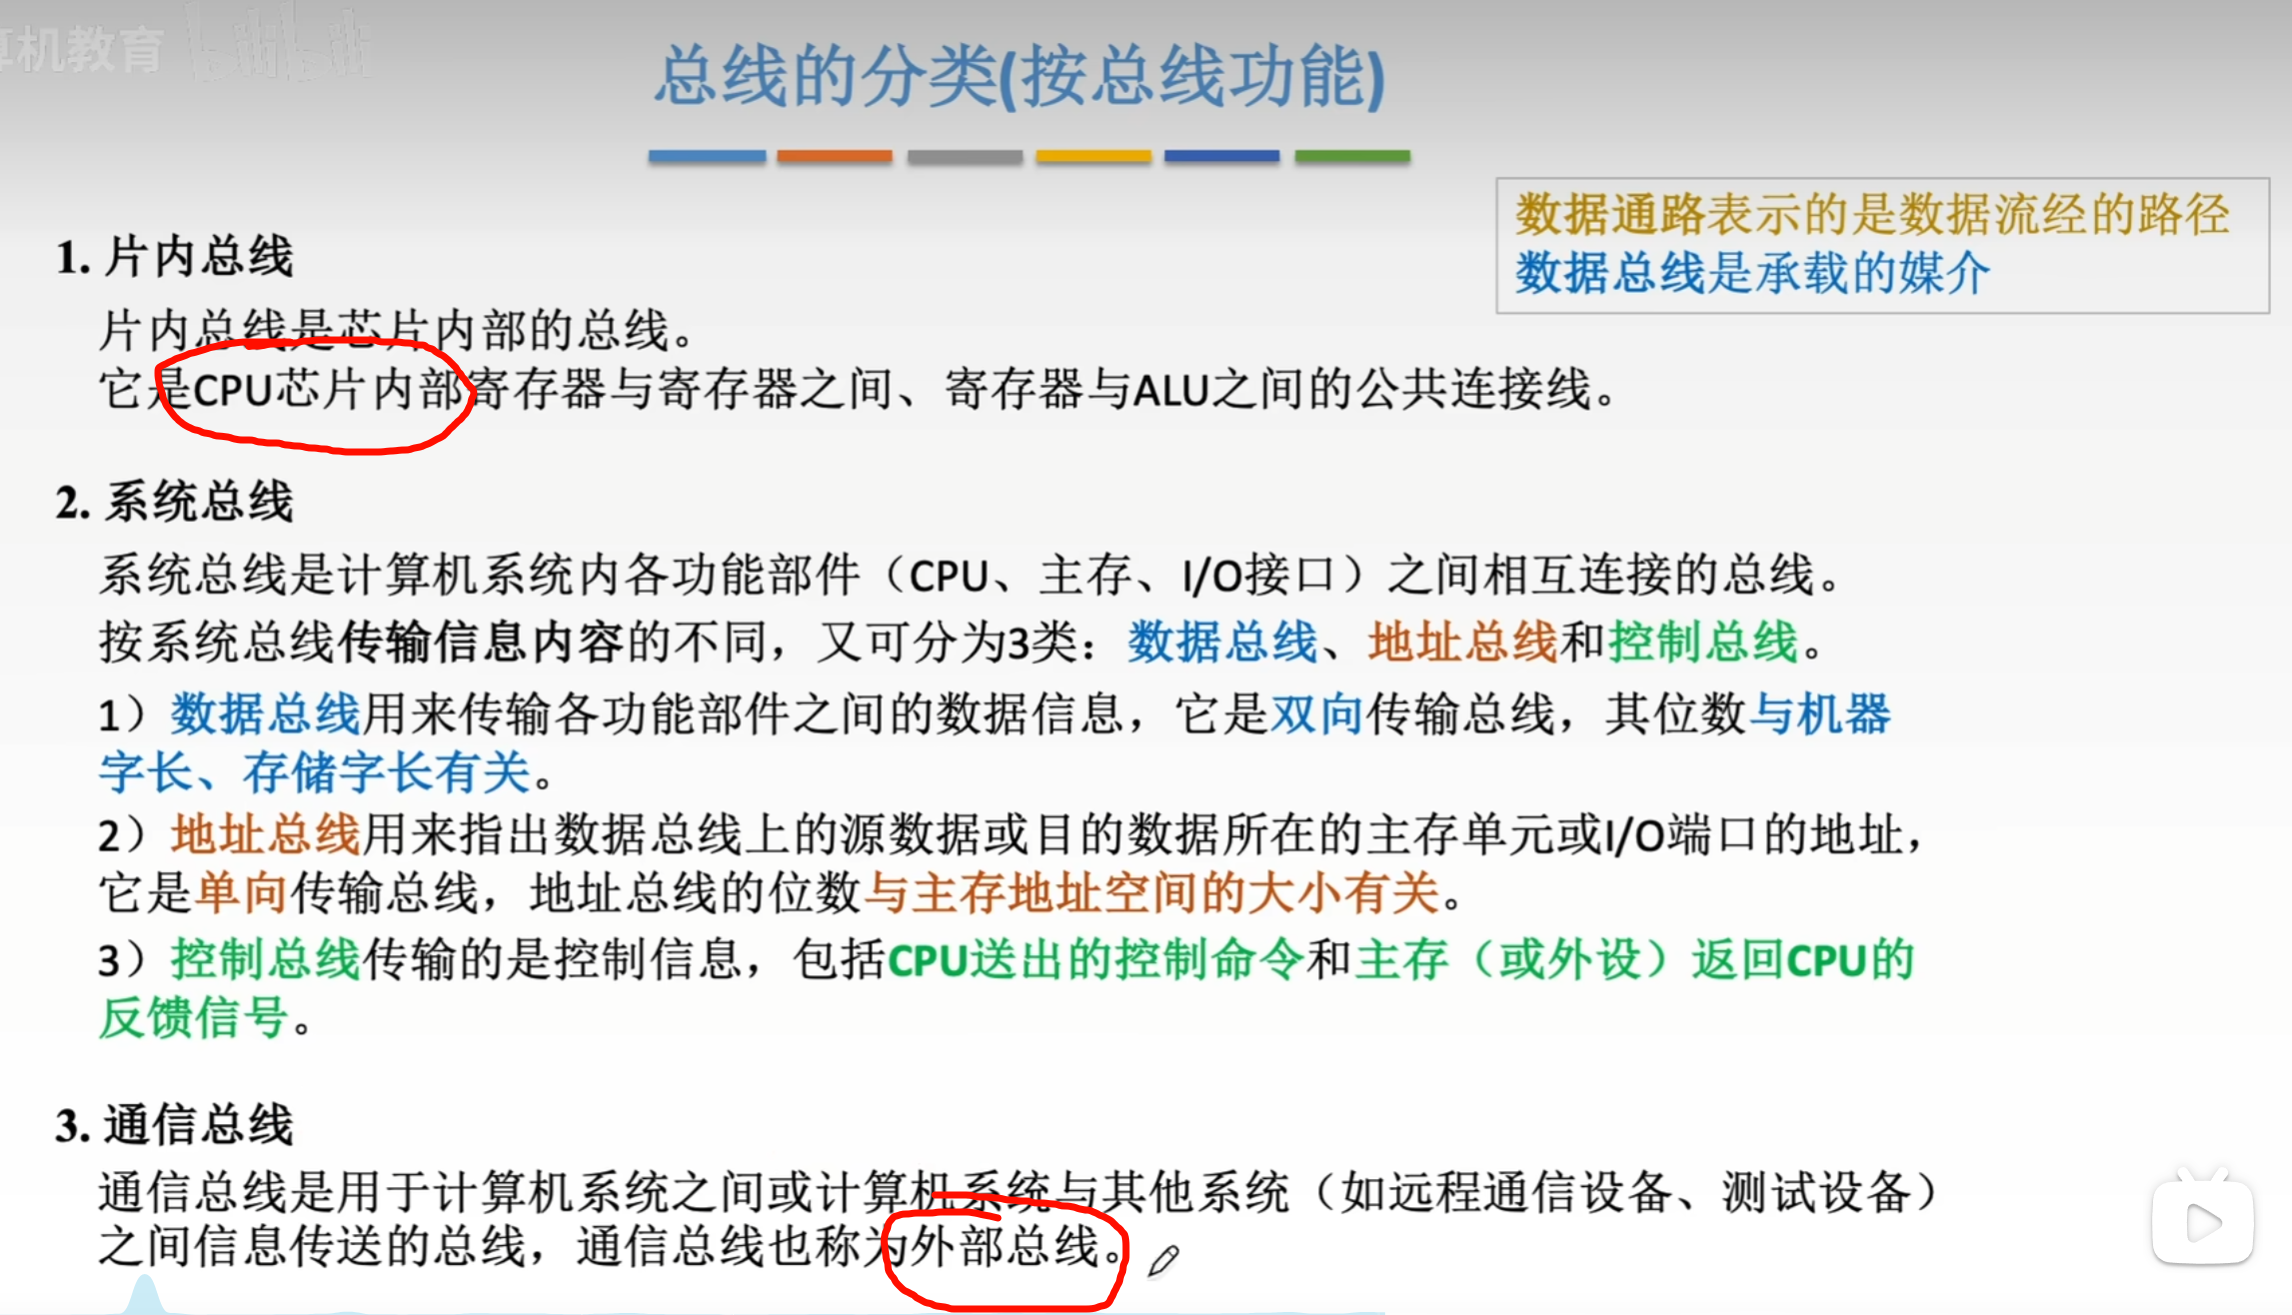 算机教育 bilibili
总线的分类(按总线功能)
数据通路表示的是数据流经的路径
数据总线是承载的媒介
1. 片内总线
片内总线是芯片内部的总线。
它是CPU芯片内部寄存器与寄存器之间、寄存器与ALU之间的公共连接线。
2. 系统总线
系统总线是计算机系统内各功能部件（CPU、主存、I/O接口）之间相互连接的总线。
按系统总线传输信息内容的不同，又可分为3类：数据总线、地址总线和控制总线。
1）数据总线用来传输各功能部件之间的数据信息，它是双向传输总线，其位数与机器
字长、存储字长有关。
2）地址总线用来指出数据总线上的源数据或目的数据所在的主存单元或I/O端口的地址，
它是单向传输总线，地址总线的位数与主存地址空间的大小有关。
3）控制总线传输的是控制信息，包括CPU送出的控制命令和主存（或外设）返回CPU的
反馈信号。
3. 通信总线
通信总线是用于计算机系统之间或计算机系统与其他系统（如远程通信设备、测试设备）
之间信息传送的总线，通信总线也称为外部总线。